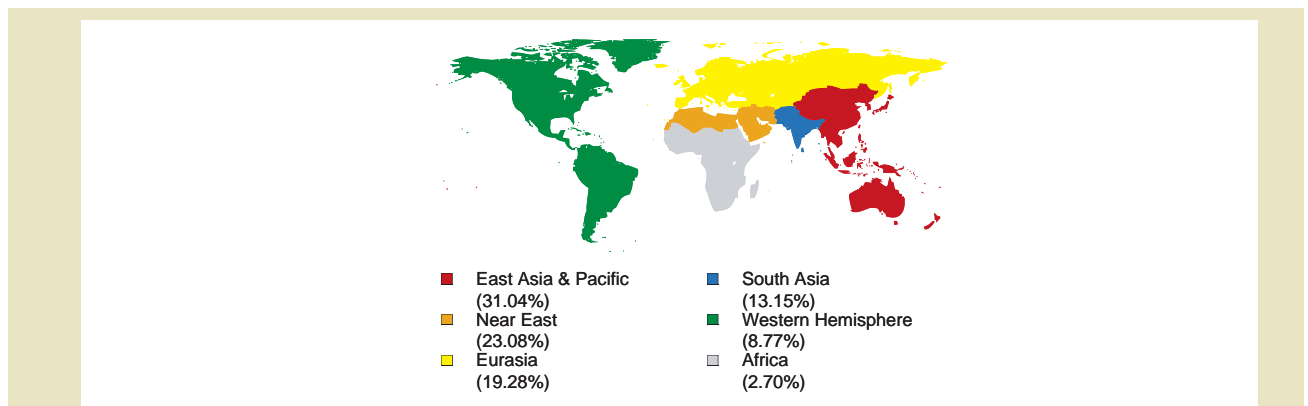 East Asia & Pacific
(31.04%)
Near East
(23.08%)
Eurasia
(19.28%)
South Asia
(13.15%)
Western Hemisphere
(8.77%)
Africa
(2.70%)